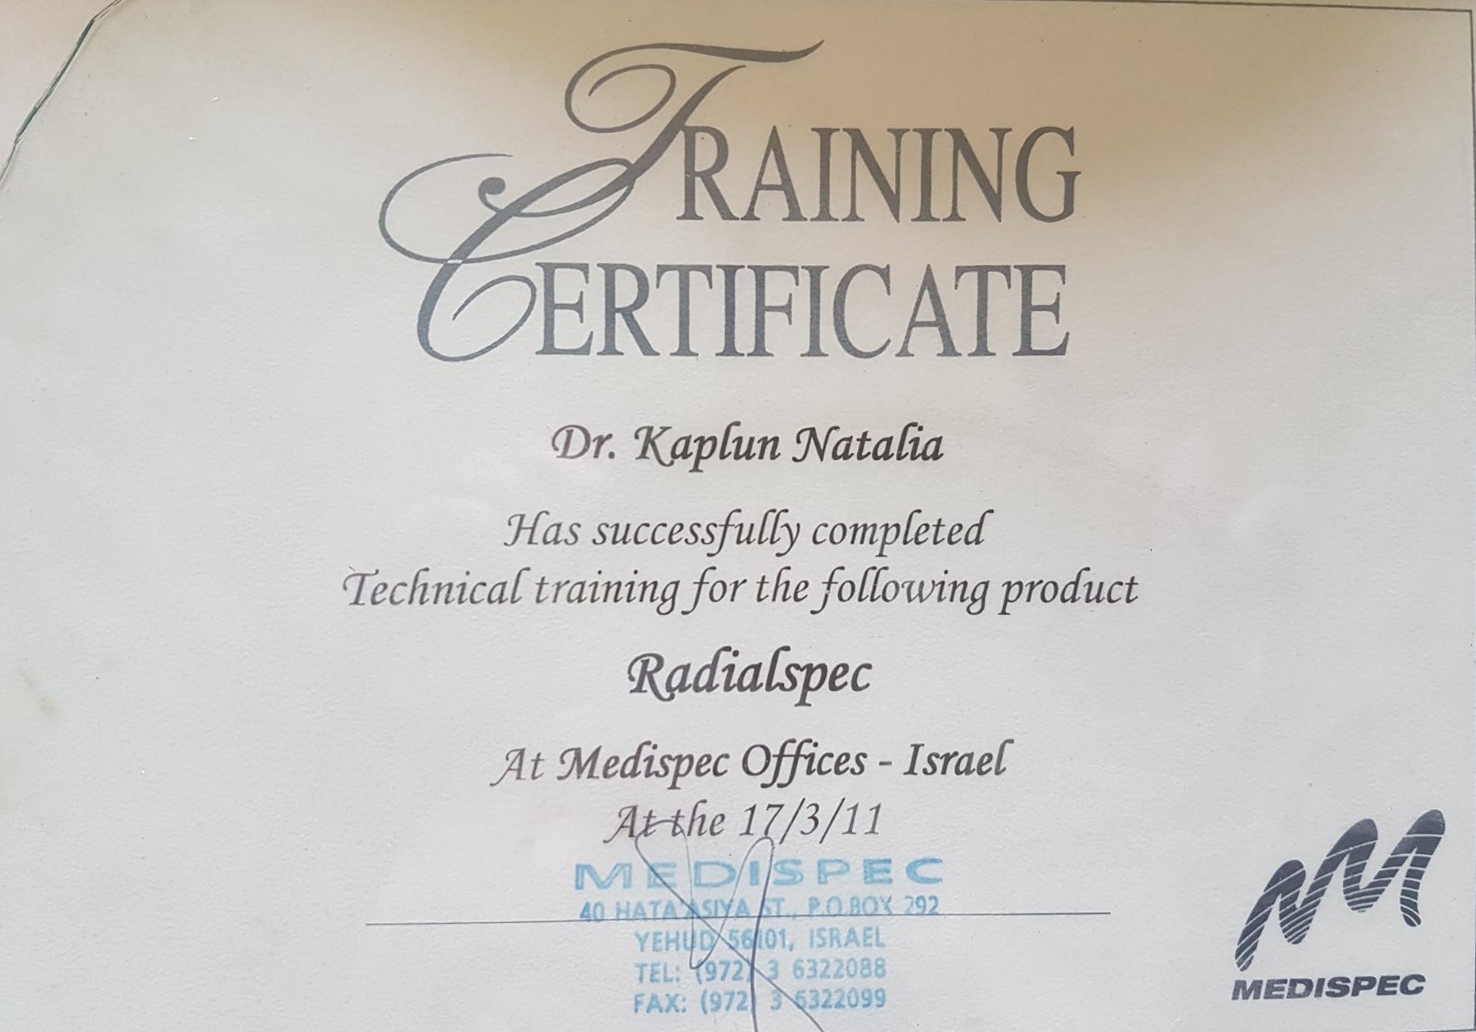 TRAINING
CERTIFICATE
Dr. Kaplun Natalia
Has successfully completed
Technical training for the following product
Radialspec
At Medispec Offices - Israel
At the 17/3/11
MEDISPEC
40 HATAASIYA ST., P.O.BOX 292
YEHUD 56101, ISRAEL
TEL: (972) 3 6322088
FAX: (972) 3 6322099
MEDISPEC